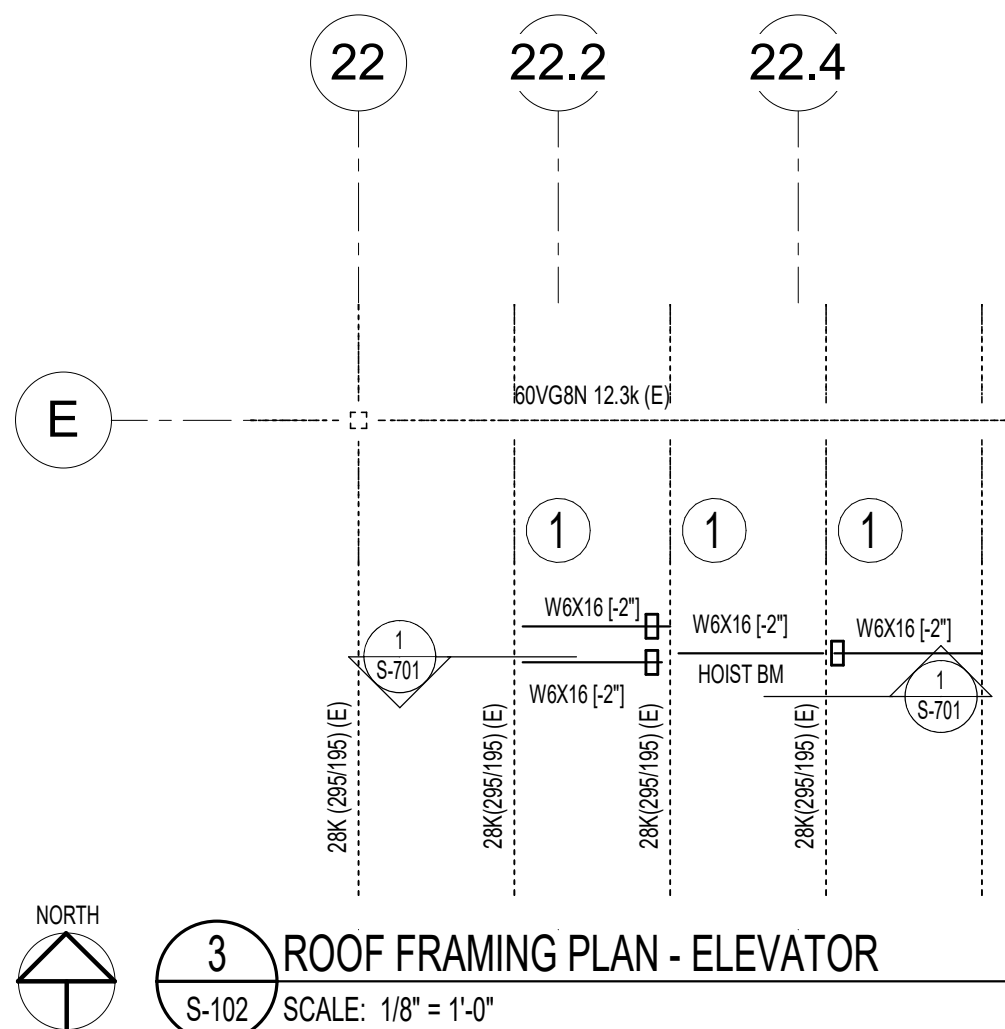 22
22.2
22.4
E
60VG8N 12.3k (E)
1
1
1
W6X16 [-2"]
W6X16 [-2"]
W6X16 [-2"]
1
S-701
HOIST BM
W6X16 [-2"]
1
S-701
28K (295/195) (E)
28K(295/195) (E)
28K(295/195) (E)
28K(295/195) (E)
NORTH
3
ROOF FRAMING PLAN - ELEVATOR
S-102
SCALE: 1/8" = 1'-0"